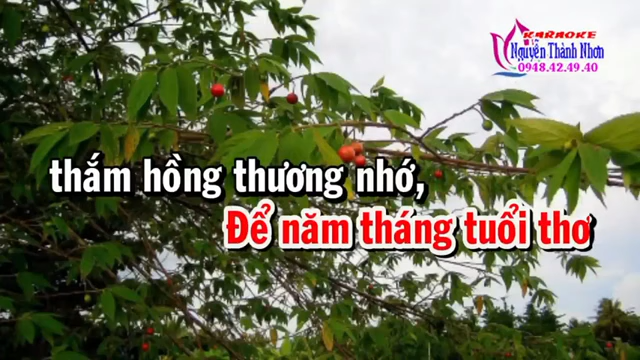 KARAOKE
Nguyễn Thành Nhơn
0948.42.49.40
thắm hồng thương nhớ,
Để năm tháng tuổi thơ